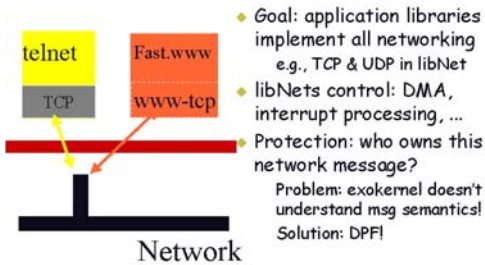 telnet
TCP
Fast.www
www-tcp
Network
Goal: application libraries
implement all networking
e.g., TCP & UDP in libNet
libNets control: DMA,
interrupt processing, ...
Protection: who owns this
network message?
Problem: exokernel doesn't
understand msg semantics!
Solution: DPF!